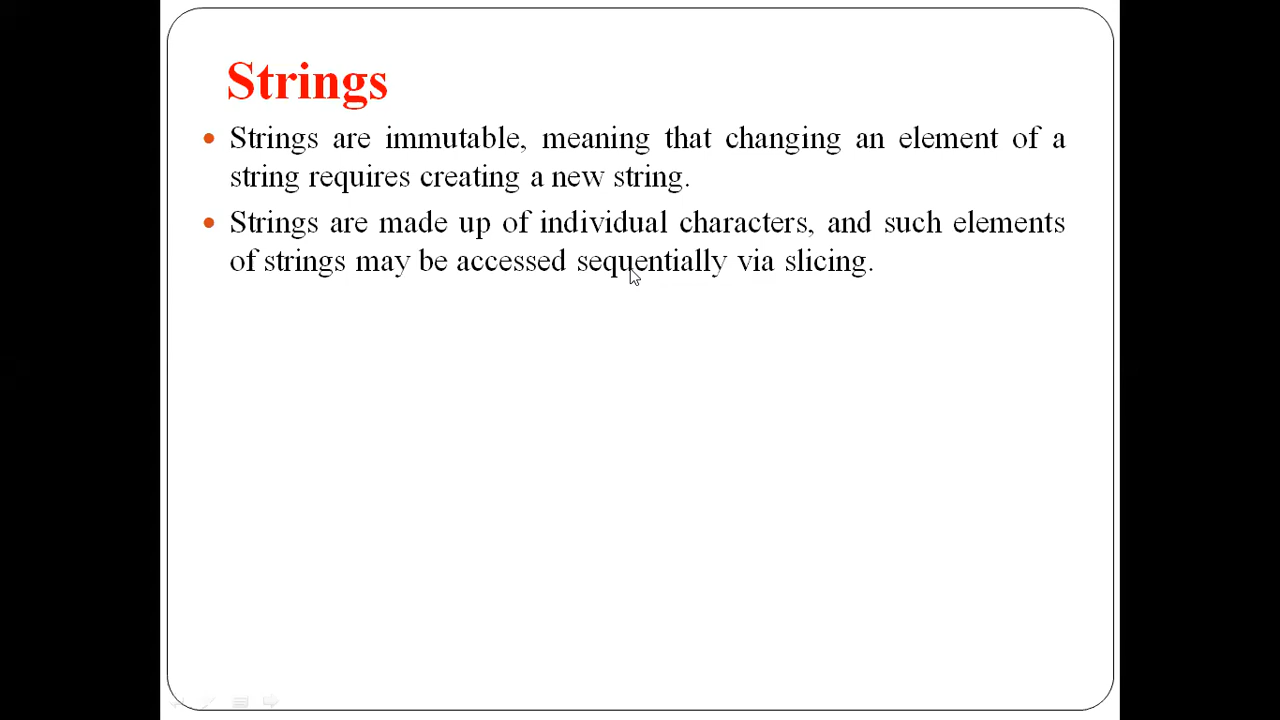 Strings
• Strings are immutable, meaning that changing an element of a
string requires creating a new string.
• Strings are made up of individual characters, and such elements
of strings may be accessed sequentially via slicing.